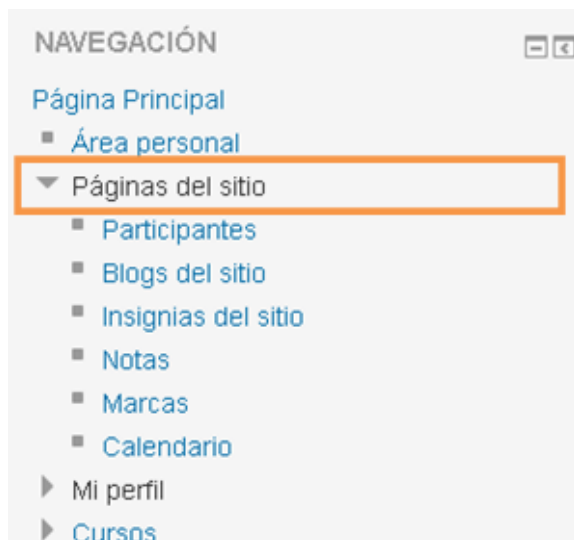 NAVEGACIÓN
Página Principal
Área personal
Páginas del sitio
Participantes
Blogs del sitio
Insignias del sitio
Notas
Marcas
Calendario
Mi perfil
Cursos